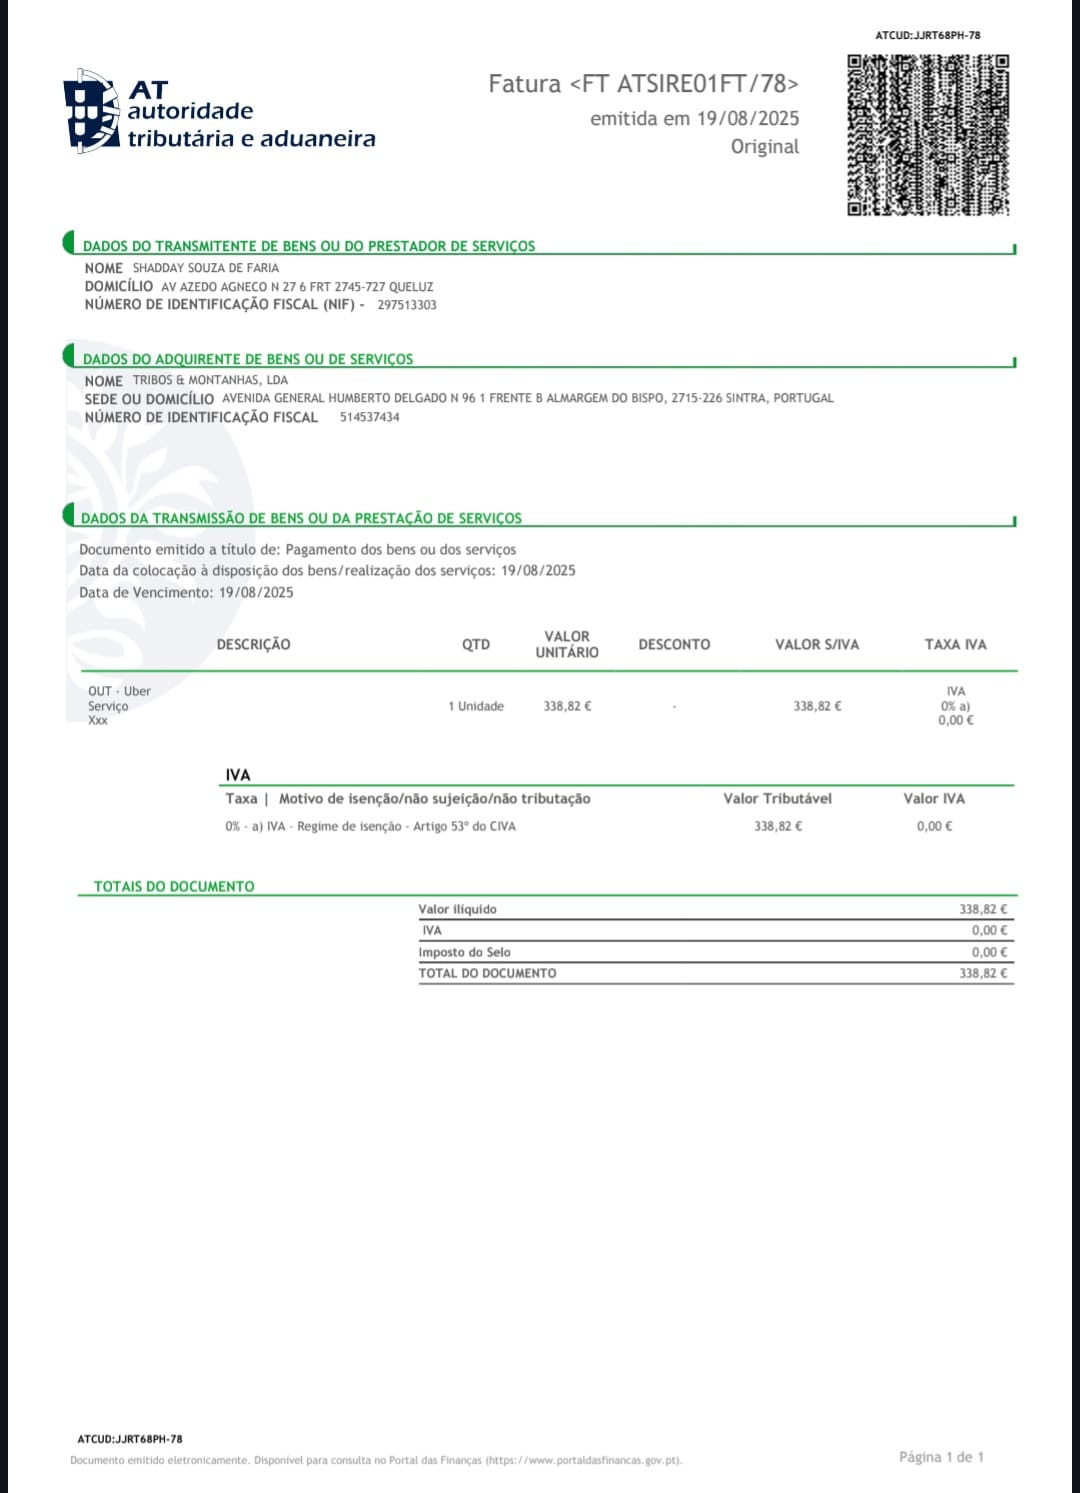 ATCUD:JJRT68PH-78
AT
autoridade
tributária e aduaneira
Fatura <FT ATSIRE01FT/78>
emitida em 19/08/2025
Original
DADOS DO TRANSMITENTE DE BENS OU DO PRESTADOR DE SERVIÇOS
NOME SHADDAY SOUZA DE FARIA
DOMICÍLIO AV AZEDO AGNECO N 27 6 FRT 2745-727 QUELUZ
NÚMERO DE IDENTIFICAÇÃO FISCAL (NIF) - 297513303
DADOS DO ADQUIRENTE DE BENS OU DE SERVIÇOS
NOME TRIBOS & MONTANHAS, LDA
SEDE OU DOMICÍLIO AVENIDA GENERAL HUMBERTO DELGADO N 96 1 FRENTE B ALMARGEM DO BISPO, 2715-226 SINTRA, PORTUGAL
NÚMERO DE IDENTIFICAÇÃO FISCAL 514537434
DADOS DA TRANSMISSÃO DE BENS OU DA PRESTAÇÃO DE SERVIÇOS
Documento emitido a título de: Pagamento dos bens ou dos serviços
Data da colocação à disposição dos bens/realização dos serviços: 19/08/2025
Data de Vencimento: 19/08/2025
DESCRIÇÃO QTD VALOR UNITÁRIO DESCONTO VALOR S/IVA TAXA IVA
OUT - Uber IVA
Serviço 1 Unidade 338,82 € - 338,82 € 0% a)
Xxx 0,00 €
IVA
Taxa | Motivo de isenção/não sujeição/não tributação Valor Tributável Valor IVA
0% - a) IVA - Regime de isenção - Artigo 53º do CIVA 338,82 € 0,00 €
TOTAIS DO DOCUMENTO
Valor ilíquido 338,82 €
IVA 0,00 €
Imposto do Selo 0,00 €
TOTAL DO DOCUMENTO 338,82 €
ATCUD:JJRT68PH-78
Documento emitido eletronicamente. Disponível para consulta no Portal das Finanças (https://www.portaldasfinancas.gov.pt).
Página 1 de 1